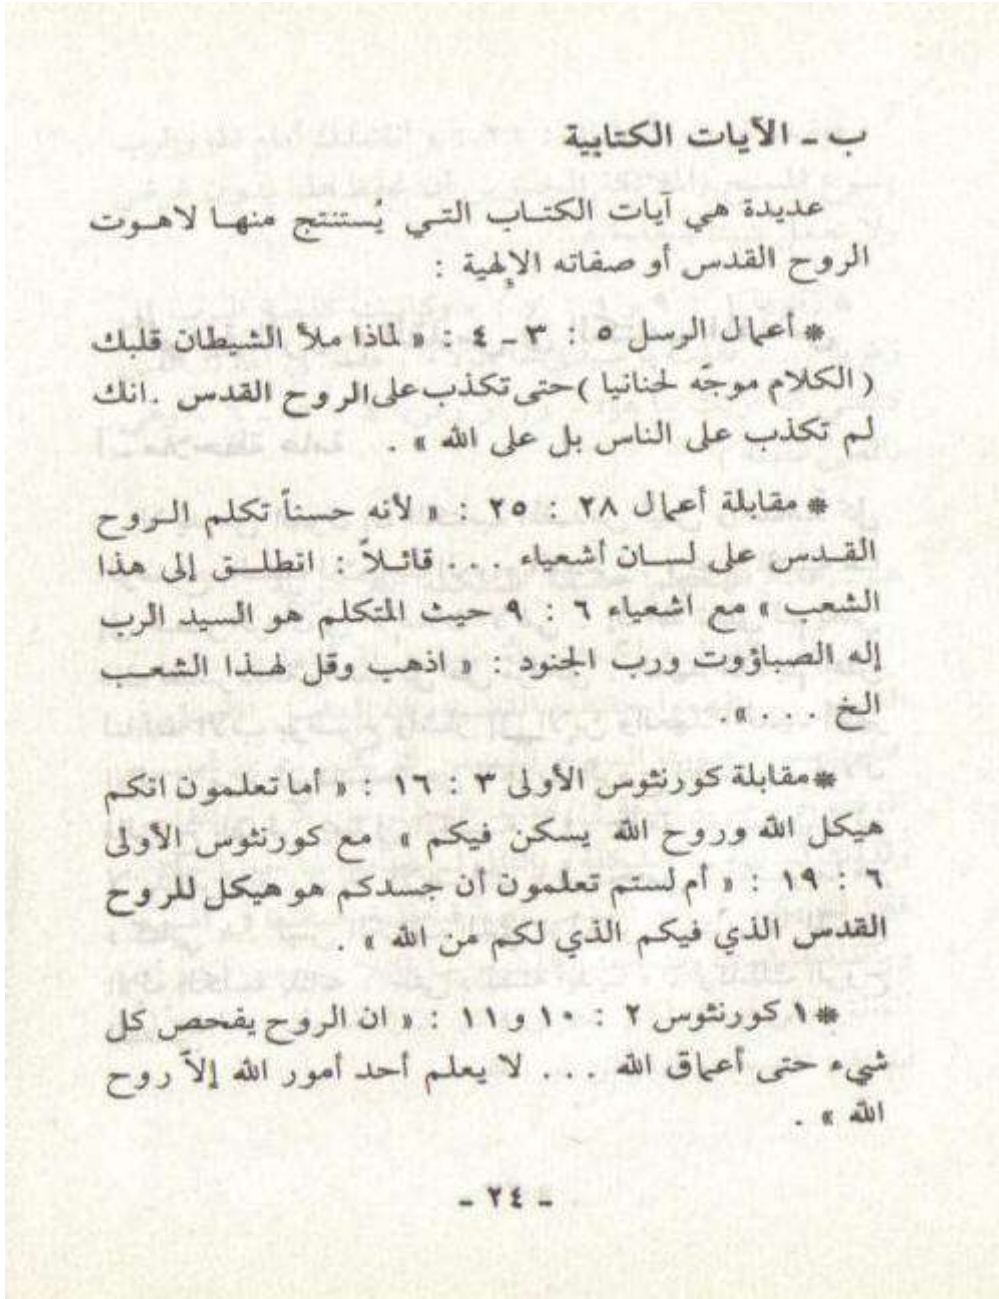 ب ـ الآيات الكتابية
عديدة هي آيات الكتاب التي يُستنتج منها لاهوت
الروح القدس أو صفاته الإلهية :
* أعمال الرسل ٥ : ٣ ـ ٤ : « لماذا ملأ الشيطان قلبك
( الكلام موجّه لحنانيا ) حتى تكذب على الروح القدس . انك
لم تكذب على الناس بل على الله » .
* مقابلة أعمال ٢٨ : ٢٥ : « لأنه حسناً تكلم الروح
القدس على لسان أشعياء . . . قائلاً : انطلق إلى هذا
الشعب » مع اشعياء ٦ : ٩ حيث المتكلم هو السيد الرب
إله الصباؤوت ورب الجنود : « اذهب وقل لهذا الشعب
الخ . . . » .
* مقابلة كورنثوس الأولى ٣ : ١٦ : « أما تعلمون انكم
هيكل الله وروح الله يسكن فيكم » مع كورنثوس الأولى
٦ : ١٩ : « أم لستم تعلمون أن جسدكم هو هيكل للروح
القدس الذي فيكم الذي لكم من الله » .
* ١ كورنثوس ٢ : ١٠ و ١١ : « ان الروح يفحص كل
شيء حتى أعماق الله . . . لا يعلم أحد أمور الله إلاّ روح
الله » .
ـ ٢٤ ـ